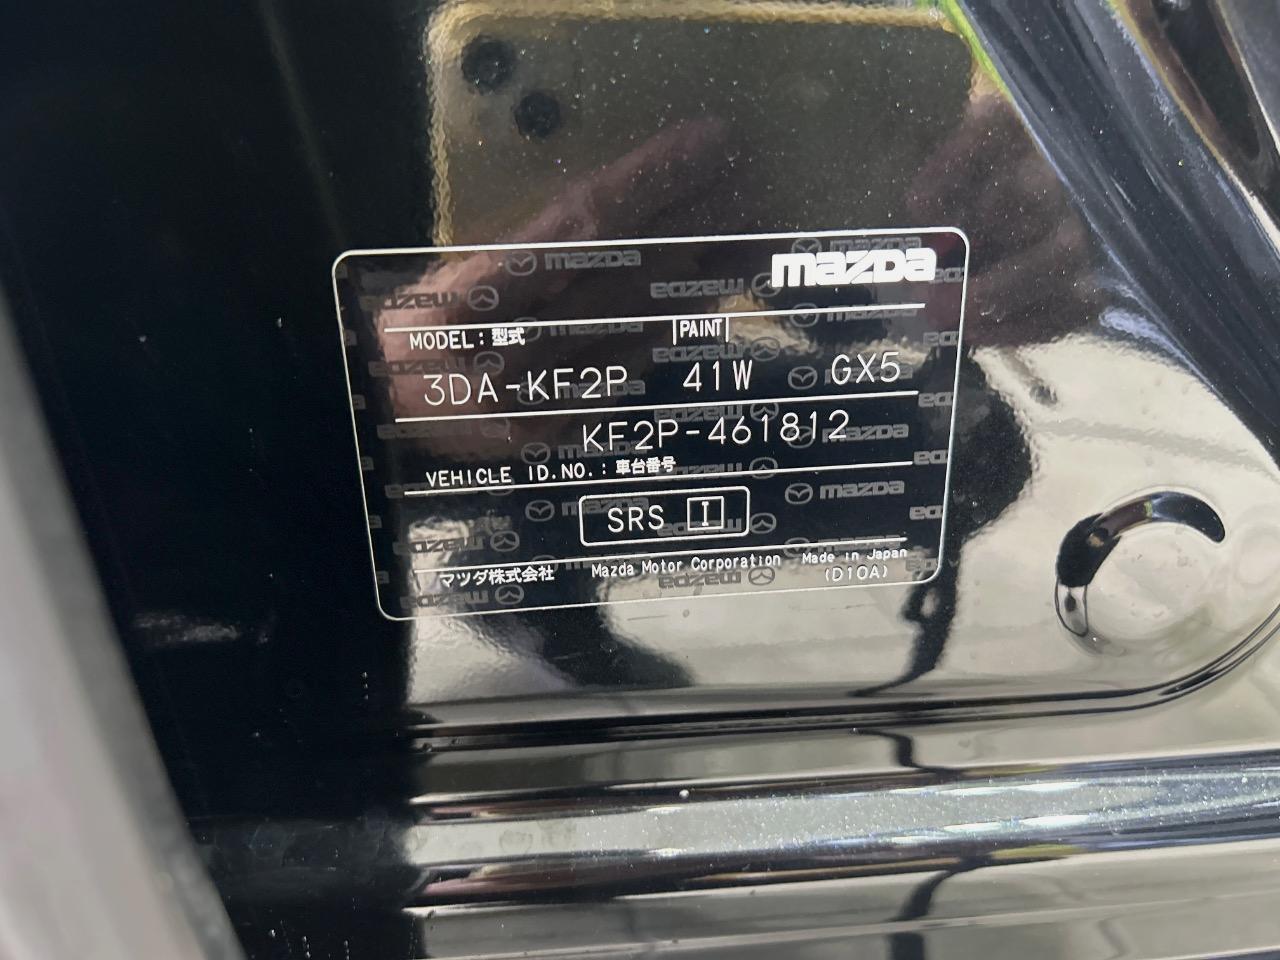 mazda
MODEL : 型式 PAINT
3DA-KF2P 41W GX5
KF2P-461812
VEHICLE ID.NO. : 車台番号
SRS I
マツダ株式会社 Mazda Motor Corporation Made in Japan
(D10A)